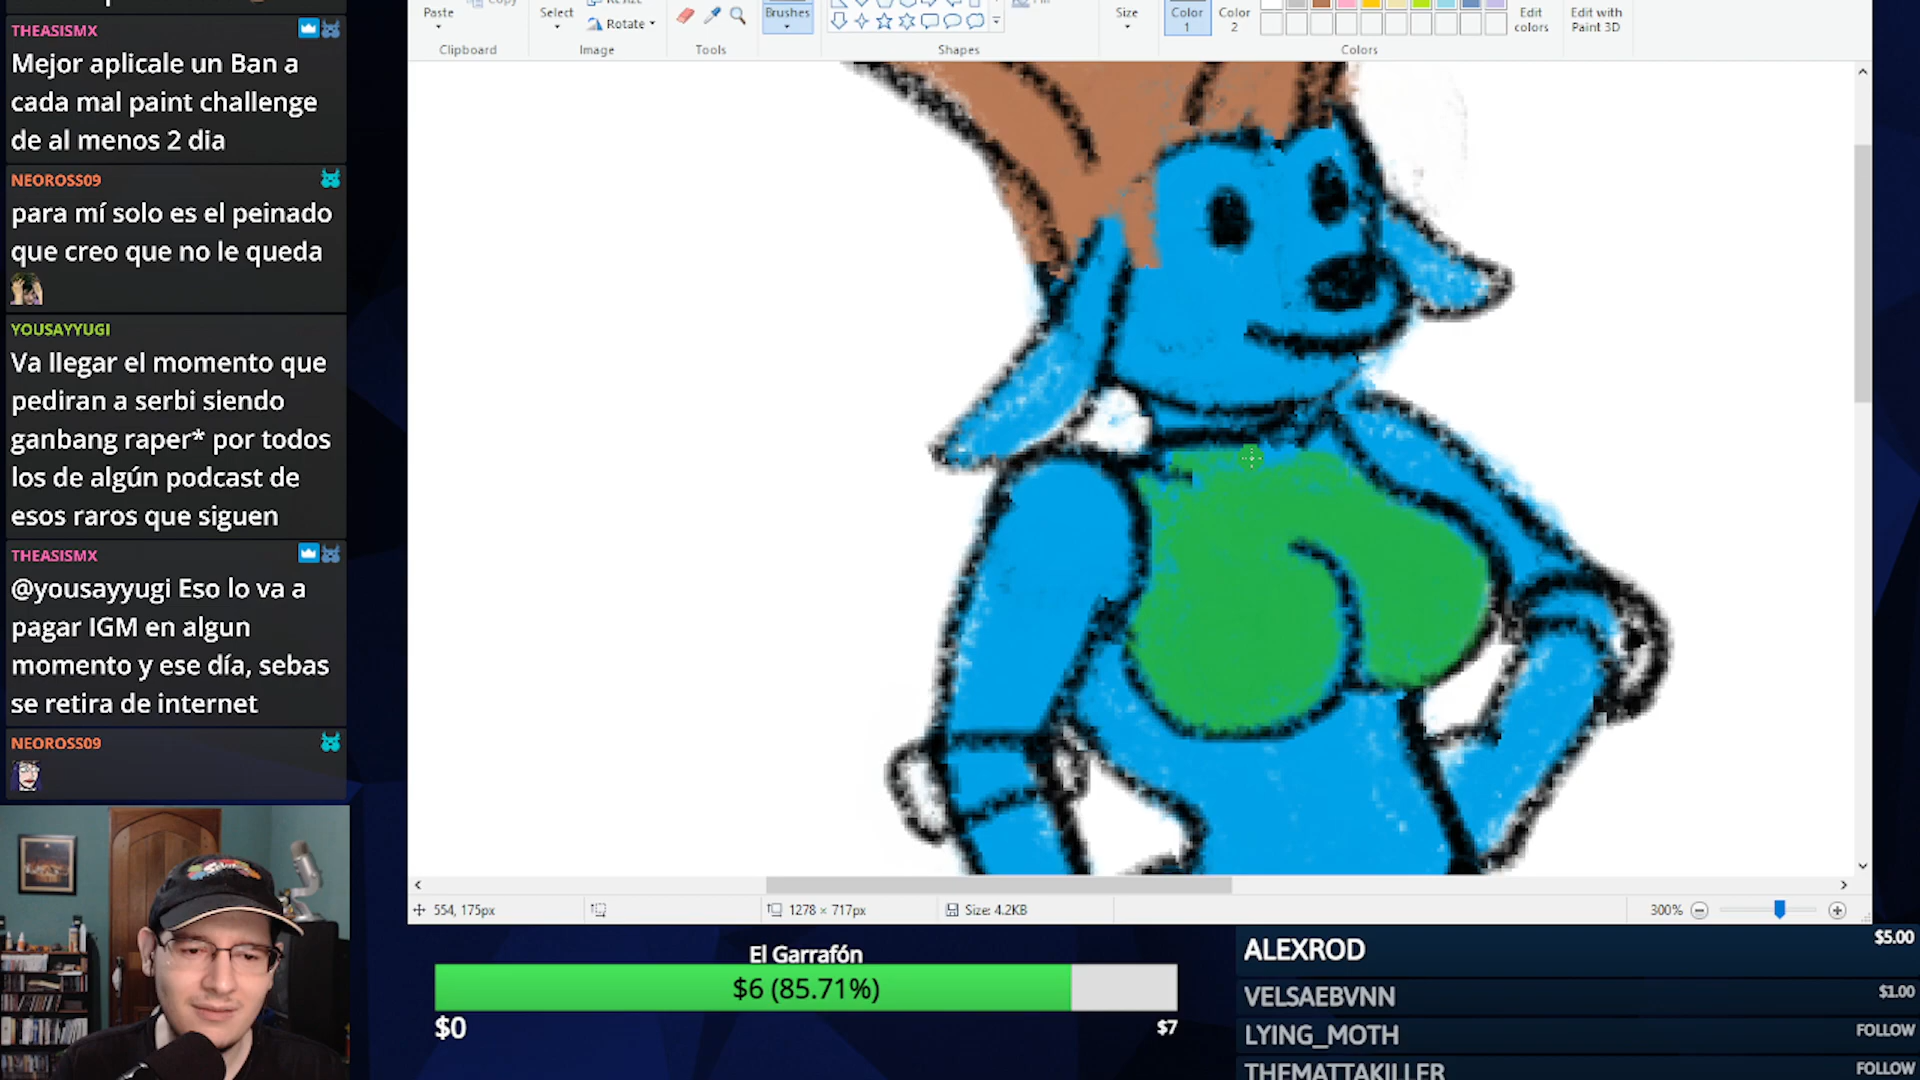 THEASISMX
Mejor aplicale un Ban a
cada mal paint challenge
de al menos 2 dia
NEOROSS09
para mí solo es el peinado
que creo que no le queda
YOUSAYYUGI
Va llegar el momento que
pediran a serbi siendo
ganbang raper* por todos
los de algún podcast de
esos raros que siguen
THEASISMX
@yousayyugi Eso lo va a
pagar IGM en algun
momento y ese día, sebas
se retira de internet
NEOROSS09
Paste
Copy
Clipboard
Select
Rotate
Image
Tools
Brushes
Shapes
Fill
Size
Color
1
Color
2
Edit
colors
Edit with
Paint 3D
Colors
554, 175px
1278 × 717px
Size: 4.2KB
300%
El Garrafón
$6 (85.71%)
$0
$7
ALEXROD
$5.00
VELSAEBVNN
$1.00
LYING_MOTH
FOLLOW
THEMATTAKILLER
FOLLOW